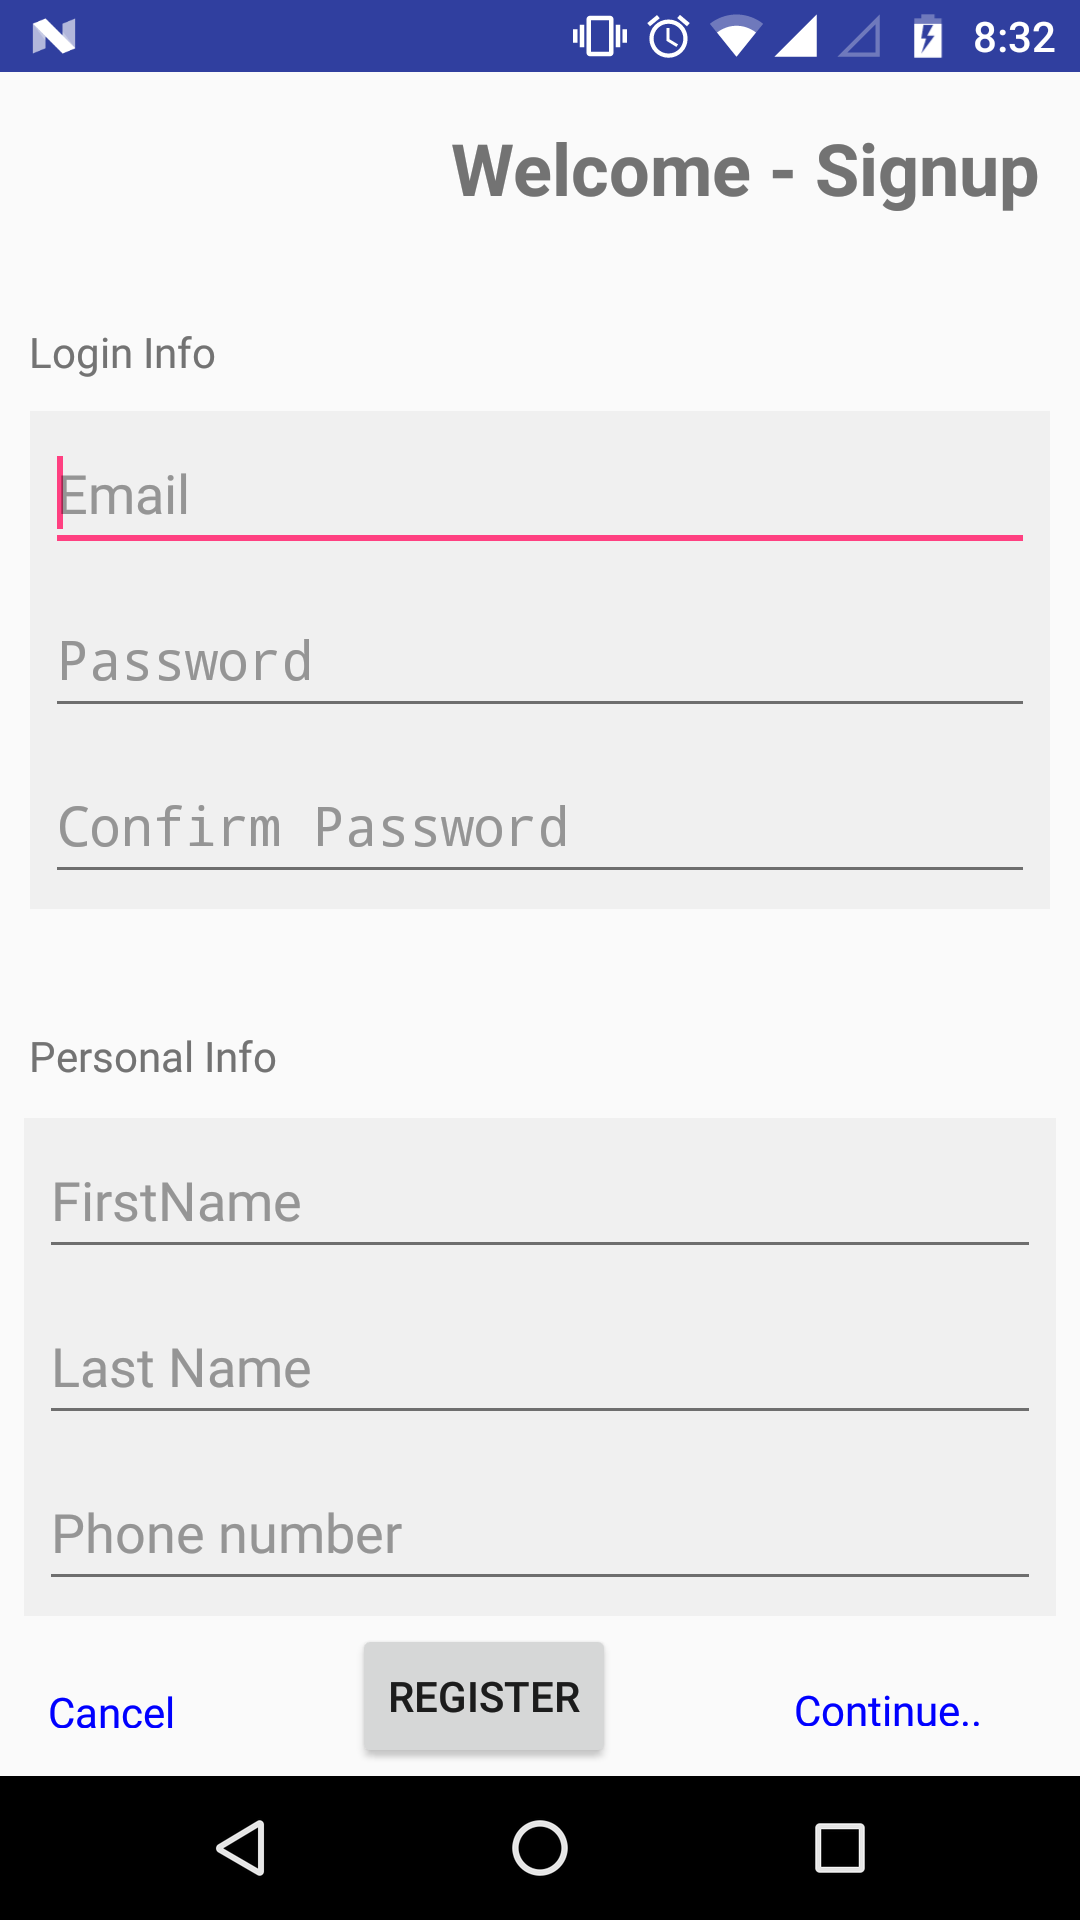 8:32
Welcome - Signup
Login Info
Email
Password
Confirm Password
Personal Info
FirstName
Last Name
Phone number
Cancel REGISTER Continue..